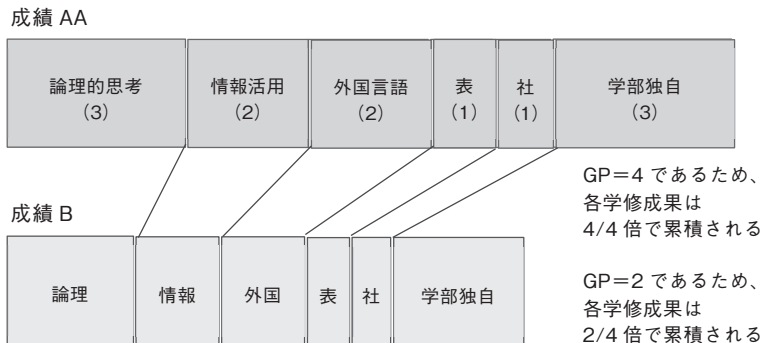 成績 AA
論理的思考
(3)
情報活用
(2)
外国言語
(2)
表
(1)
社
(1)
学部独自
(3)
GP=4 であるため、
各学修成果は
4/4 倍で累積される
成績 B
論理
情報
外国
表
社
学部独自
GP=2 であるため、
各学修成果は
2/4 倍で累積される